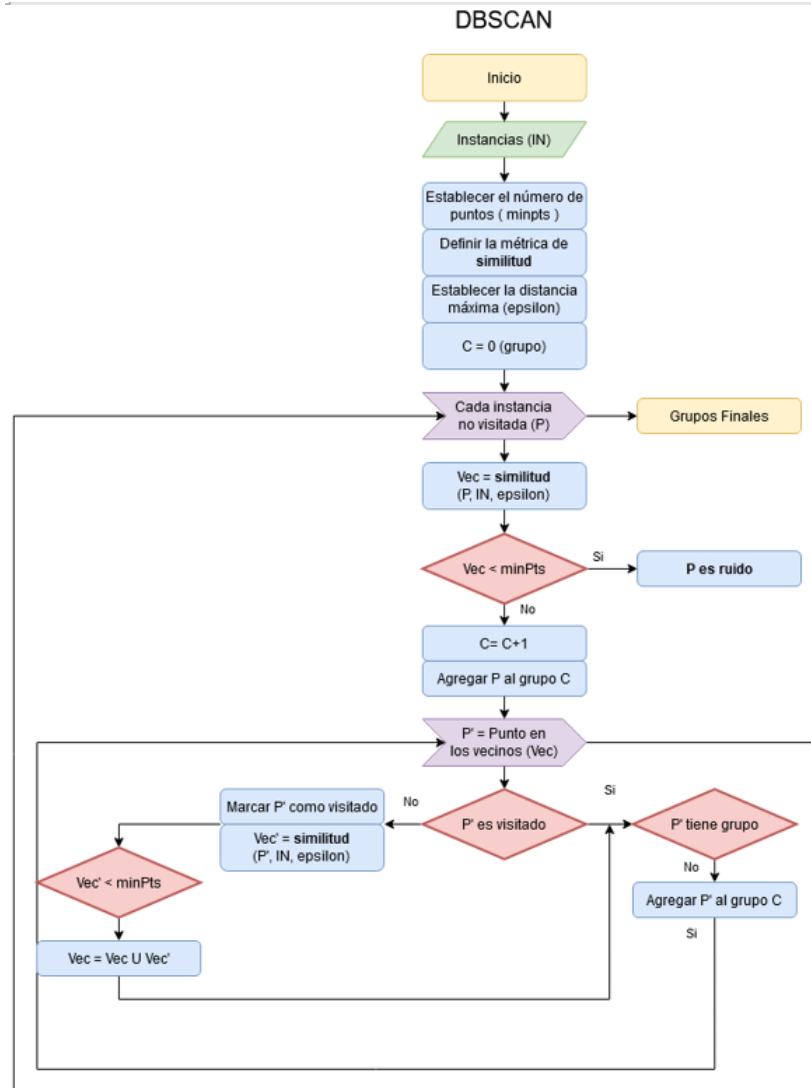 DBSCAN
Inicio
Instancias (IN)
Establecer el número de
puntos ( minpts )
Definir la métrica de
similitud
Establecer la distancia
máxima (epsilon)
C = 0 (grupo)
Cada instancia
no visitada (P)
Grupos Finales
Vec = similitud
(P, IN, epsilon)
Vec < minPts
Si
P es ruido
No
C= C+1
Agregar P al grupo C
P' = Punto en
los vecinos (Vec)
P' es visitado
No
Si
Marcar P' como visitado
Vec' = similitud
(P', IN, epsilon)
P' tiene grupo
No
Agregar P' al grupo C
Si
Vec' < minPts
Vec = Vec U Vec'